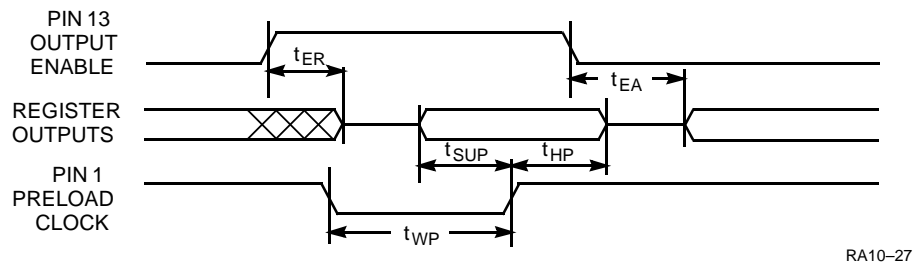 PIN 13
OUTPUT
ENABLE
tER
tEA
REGISTER
OUTPUTS
tSUP
tHP
PIN 1
PRELOAD
CLOCK
tWP
RA10–27